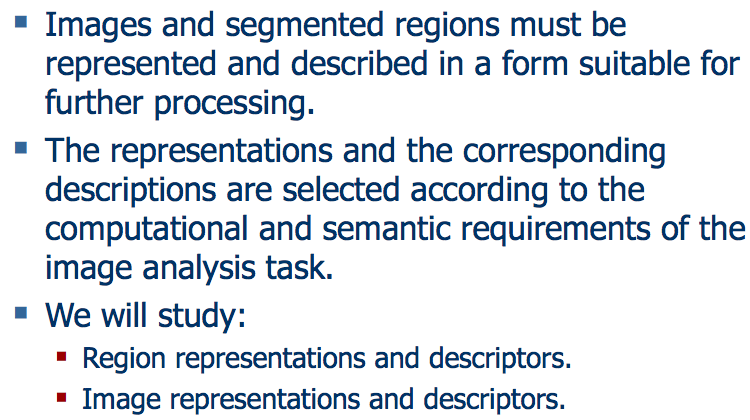 Images and segmented regions must be
represented and described in a form suitable for
further processing.
The representations and the corresponding
descriptions are selected according to the
computational and semantic requirements of the
image analysis task.
We will study:
Region representations and descriptors.
Image representations and descriptors.